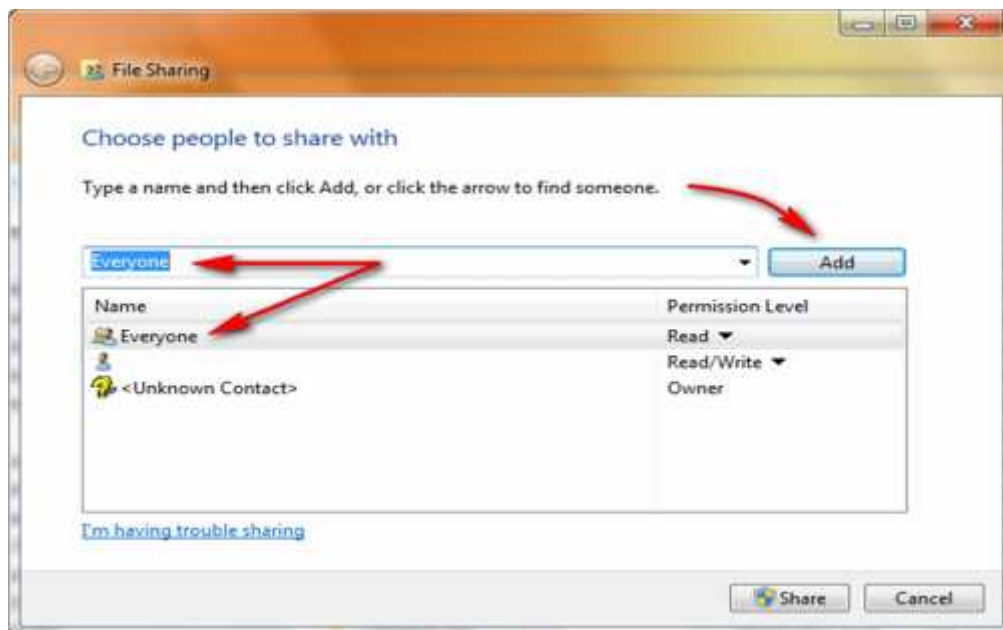 File Sharing
Choose people to share with
Type a name and then click Add, or click the arrow to find someone.
Everyone
Add
Name Permission Level
Everyone Read
Read/Write
<Unknown Contact> Owner
I'm having trouble sharing
Share Cancel